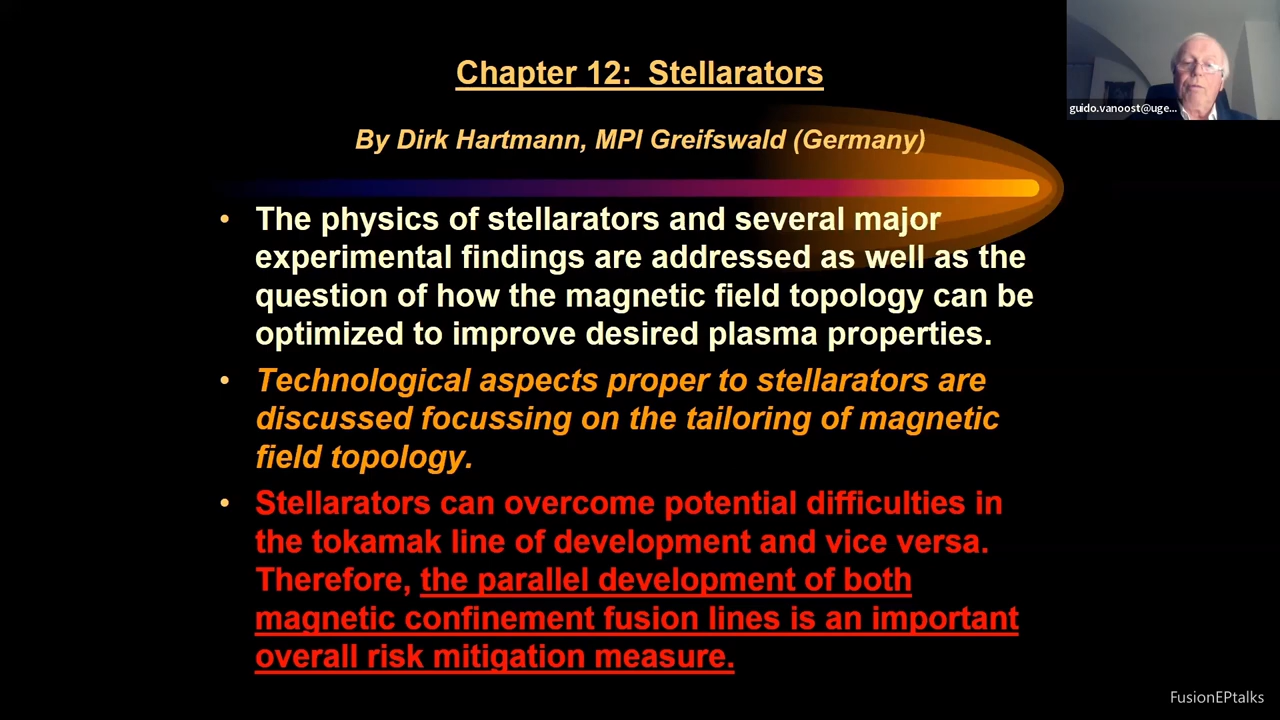 Chapter 12: Stellarators
guido.vanoost@uge...
By Dirk Hartmann, MPI Greifswald (Germany)
• The physics of stellarators and several major
experimental findings are addressed as well as the
question of how the magnetic field topology can be
optimized to improve desired plasma properties.
• Technological aspects proper to stellarators are
discussed focussing on the tailoring of magnetic
field topology.
• Stellarators can overcome potential difficulties in
the tokamak line of development and vice versa.
Therefore, the parallel development of both
magnetic confinement fusion lines is an important
overall risk mitigation measure.
FusionEPtalks